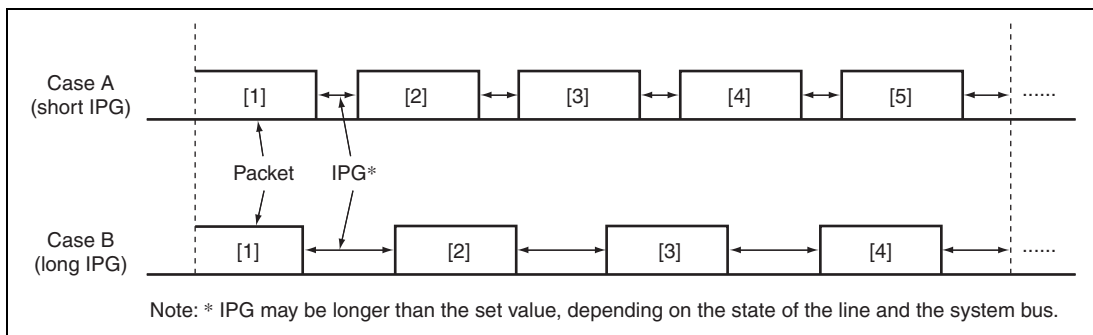 Case A
(short IPG)
[1] [2] [3] [4] [5] ......
Packet IPG*
Case B
(long IPG)
[1] [2] [3] [4] ......
Note: * IPG may be longer than the set value, depending on the state of the line and the system bus.